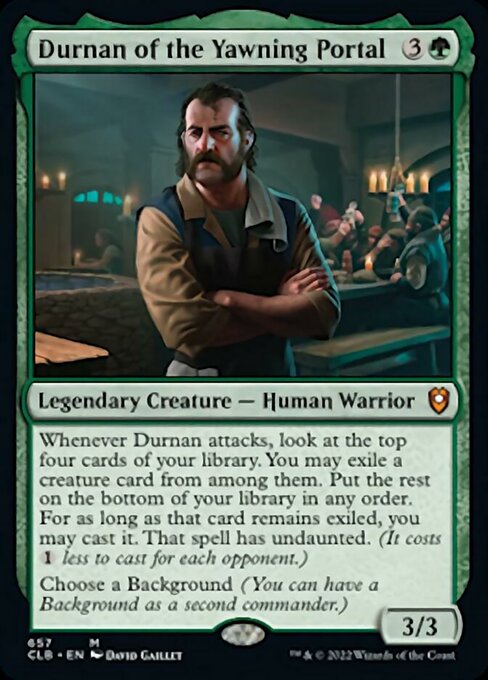 Durnan of the Yawning Portal 3
Legendary Creature — Human Warrior
Whenever Durnan attacks, look at the top
four cards of your library. You may exile a
creature card from among them. Put the rest
on the bottom of your library in any order.
For as long as that card remains exiled, you
may cast it. That spell has undaunted. (It costs
1 less to cast for each opponent.)
Choose a Background (You can have a
Background as a second commander.)
3/3
657 M
CLB • EN DAVID GAILLET
™ & © 2022 Wizards of the Coast